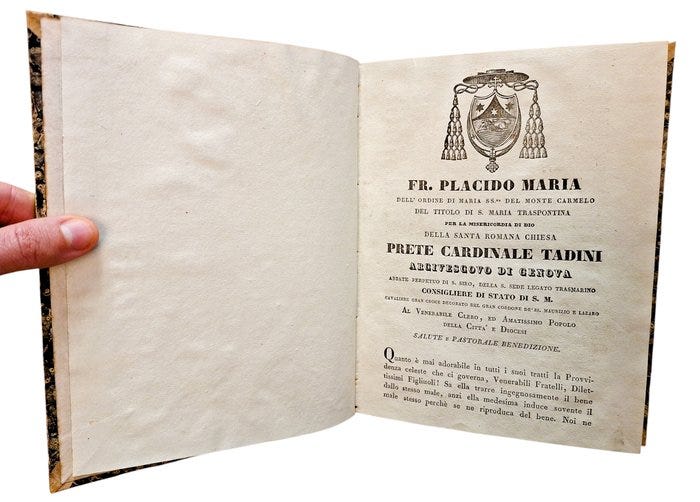 FR. PLACIDO MARIA
DELL' ORDINE DI MARIA SS.ma DEL MONTE CARMELO
DEL TITOLO DI S. MARIA TRASPONTINA
PER LA MISERICORDIA DI DIO
DELLA SANTA ROMANA CHIESA
PRETE CARDINALE TADINI
ARCIVESCOVO DI GENOVA
ABBATE PERPETUO DI S. SIRO, DELLA S. SEDE LEGATO TRASMARINO
CONSIGLIERE DI STATO DI S. M.
CAVALIERE GRAN CROCE DECORATO DEL GRAN CORDONE DE' SS. MAURIZIO E LAZARO
AL VENERABILE CLERO, ED AMATISSIMO POPOLO
DELLA CITTA' E DIOCESI
SALUTE e PASTORALE BENEDIZIONE.
Quanto è mai adorabile in tutti i suoi tratti la Provvi-
denza celeste che ci governa, Venerabili Fratelli, Dilet-
tissimi Figliuoli! Sa ella trarre ingegnosamente il bene
dallo stesso male, anzi ella medesima induce sovente il
male stesso perchè se ne riproduca del bene. Noi ne